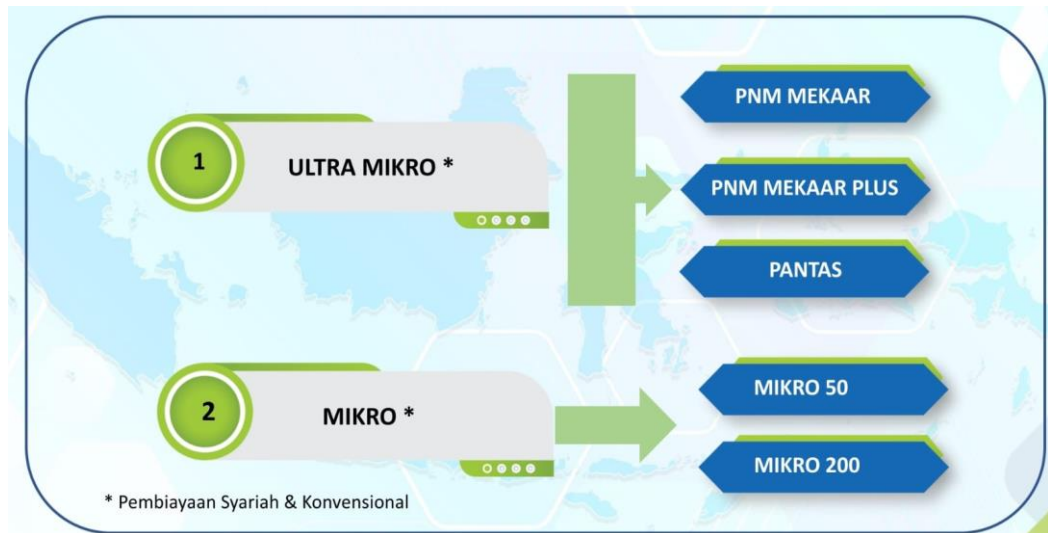 1
ULTRA MIKRO *
PNM MEKAAR
PNM MEKAAR PLUS
PANTAS
2
MIKRO *
MIKRO 50
MIKRO 200
* Pembiayaan Syariah & Konvensional